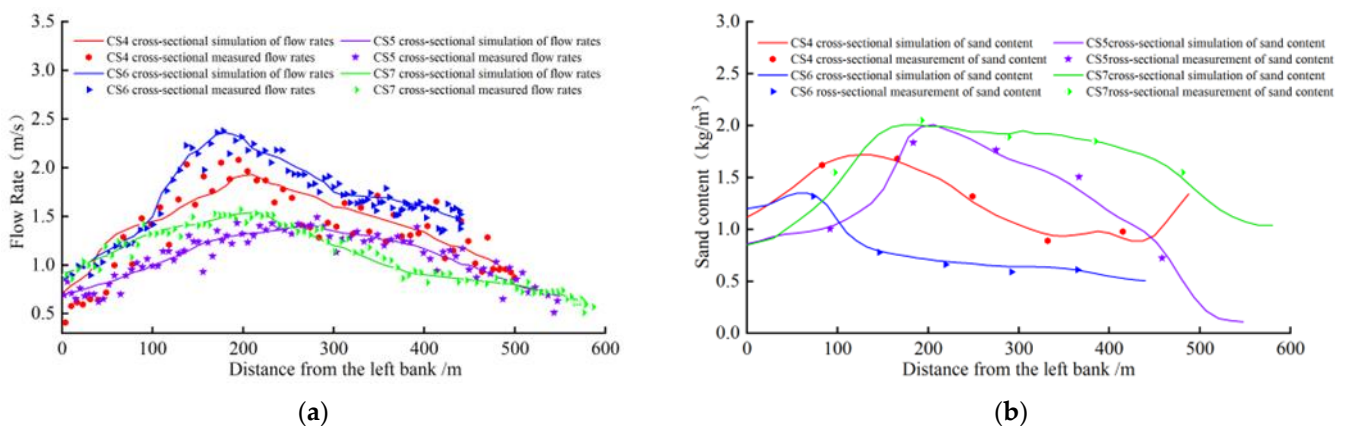 3.5
3.0
2.5
2.0
1.5
1.0
0.5
Flow Rate（m/s）
CS4 cross-sectional simulation of flow rates
CS4 cross-sectional measured flow rates
CS6 cross-sectional simulation of flow rates
CS6 cross-sectional measured flow rates
CS5 cross-sectional simulation of flow rates
CS5 cross-sectional measured flow rates
CS7 cross-sectional simulation of flow rates
CS7 cross-sectional measured flow rates
0 100 200 300 400 500 600
Distance from the left bank /m
(a)
3.0
2.5
2.0
1.5
1.0
0.5
0.0
Sand content（kg/m³）
CS4 cross-sectional simulation of sand content
CS4 cross-sectional measurement of sand content
CS6 cross-sectional simulation of sand content
CS6 ross-sectional measurement of sand content
CS5cross-sectional simulation of sand content
CS5ross-sectional measurement of sand content
CS7cross-sectional simulation of sand content
CS7ross-sectional measurement of sand content
0 100 200 300 400 500 600
Distance from the left bank /m
(b)